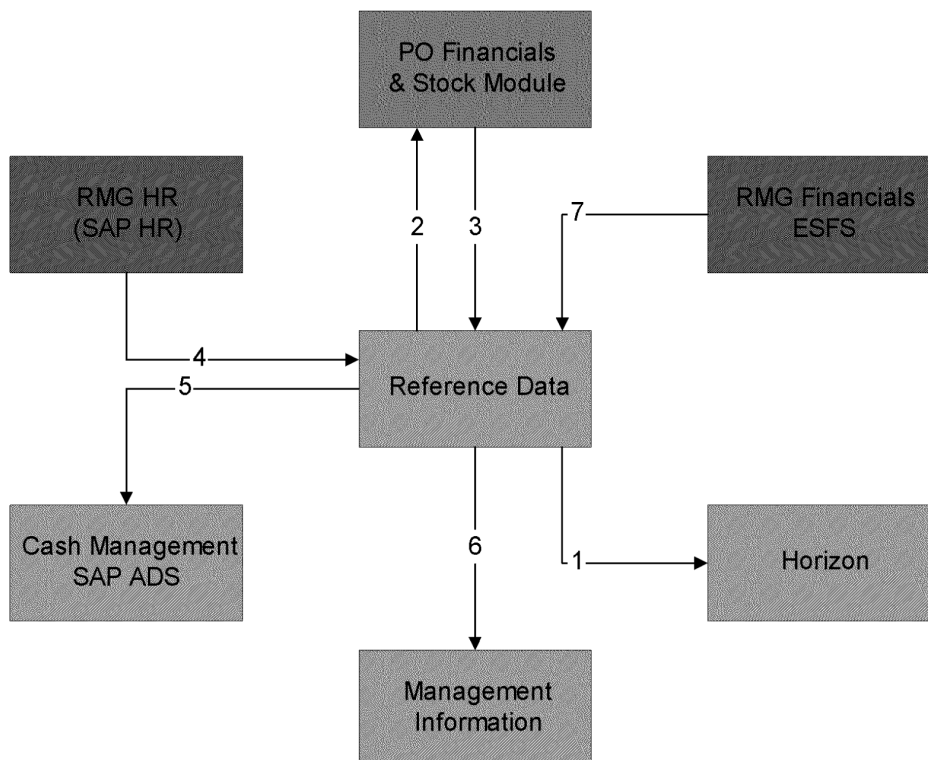 PO Financials
& Stock Module
RMG HR
(SAP HR)
RMG Financials
ESFS
2
3
7
4
Reference Data
5
Cash Management
SAP ADS
6
1
Horizon
Management
Information